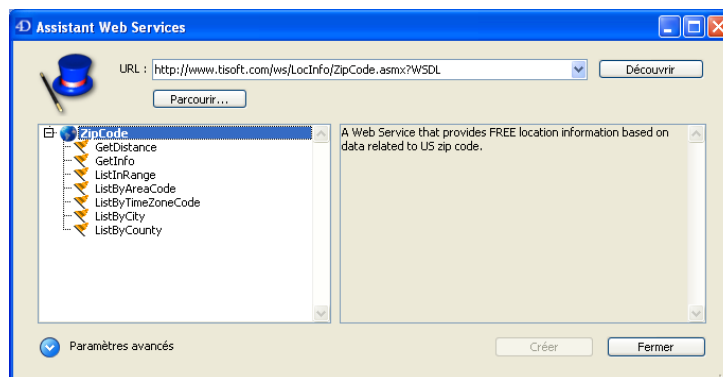 4D Assistant Web Services
URL : http://www.tisoft.com/ws/LocInfo/ZipCode.asmx?WSDL Découvrir
Parcourir...
ZipCode
GetDistance
GetInfo
ListInRange
ListByAreaCode
ListByTimeZoneCode
ListByCity
ListByCounty
A Web Service that provides FREE location information based on
data related to US zip code.
Paramètres avancés
Créer
Fermer